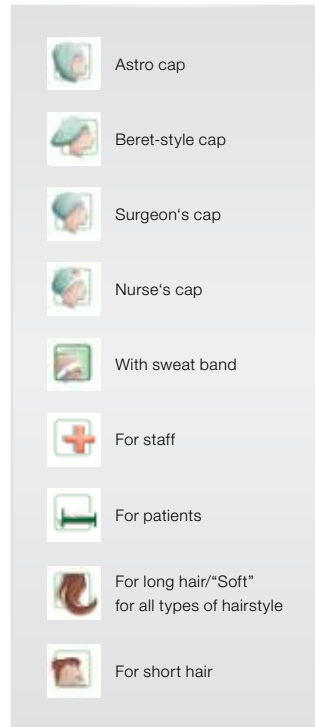 Astro cap
Beret-style cap
Surgeon‘s cap
Nurse‘s cap
With sweat band
For staff
For patients
For long hair/“Soft”
for all types of hairstyle
For short hair